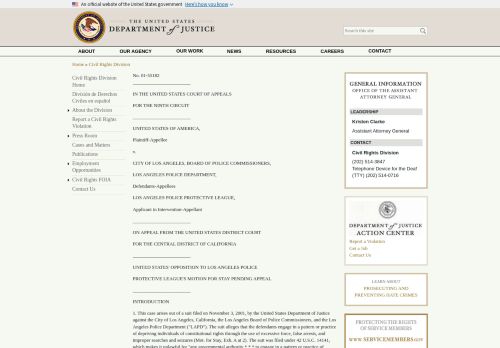 An official website of the United States government Here's how you know
THE UNITED STATES
DEPARTMENT of JUSTICE
Search this site
ABOUT OUR AGENCY OUR WORK NEWS RESOURCES CAREERS CONTACT
Home » Civil Rights Division
Civil Rights Division
Home
División de Derechos
Civiles en español
About the Division
Report a Civil Rights
Violation
Press Room
Cases and Matters
Publications
Employment
Opportunities
Civil Rights FOIA
Contact Us
No. 01-55182
IN THE UNITED STATES COURT OF APPEALS
FOR THE NINTH CIRCUIT
UNITED STATES OF AMERICA,
Plaintiff-Appellee
v.
CITY OF LOS ANGELES, BOARD OF POLICE COMMISSIONERS,
LOS ANGELES POLICE DEPARTMENT,
Defendants-Appellees
LOS ANGELES POLICE PROTECTIVE LEAGUE,
Applicant in Intervention-Appellant
ON APPEAL FROM THE UNITED STATES DISTRICT COURT
FOR THE CENTRAL DISTRICT OF CALIFORNIA
UNITED STATES' OPPOSITION TO LOS ANGELES POLICE
PROTECTIVE LEAGUE'S MOTION FOR STAY PENDING APPEAL
INTRODUCTION
1. This case arises out of a suit filed on November 3, 2001, by the United States Department of Justice
against the City of Los Angeles, California, the Los Angeles Board of Police Commissioners, and the Los
Angeles Police Department ("LAPD"). The suit alleges that the defendants engage in a pattern or practice
of depriving individuals of constitutional rights through the use of excessive force, false arrests, and
improper searches and seizures (Mot. for Stay, Exh. A at 2). The suit was filed under 42 U.S.C. 14141,
which makes it unlawful for "any governmental authority * * * to engage in a pattern or practice of
GENERAL INFORMATION
OFFICE OF THE ASSISTANT
ATTORNEY GENERAL
LEADERSHIP
Kristen Clarke
Assistant Attorney General
CONTACT
Civil Rights Division
(202) 514-3847
Telephone Device for the Deaf
(TTY) (202) 514-0716
DEPARTMENT of JUSTICE
ACTION CENTER
Report a Violation
Get a Job
Contact Us
LEARN ABOUT
PROSECUTING AND
PREVENTING HATE CRIMES
PROTECTING THE RIGHTS
OF SERVICEMEMBERS
WWW.SERVICEMEMBERS.GOV